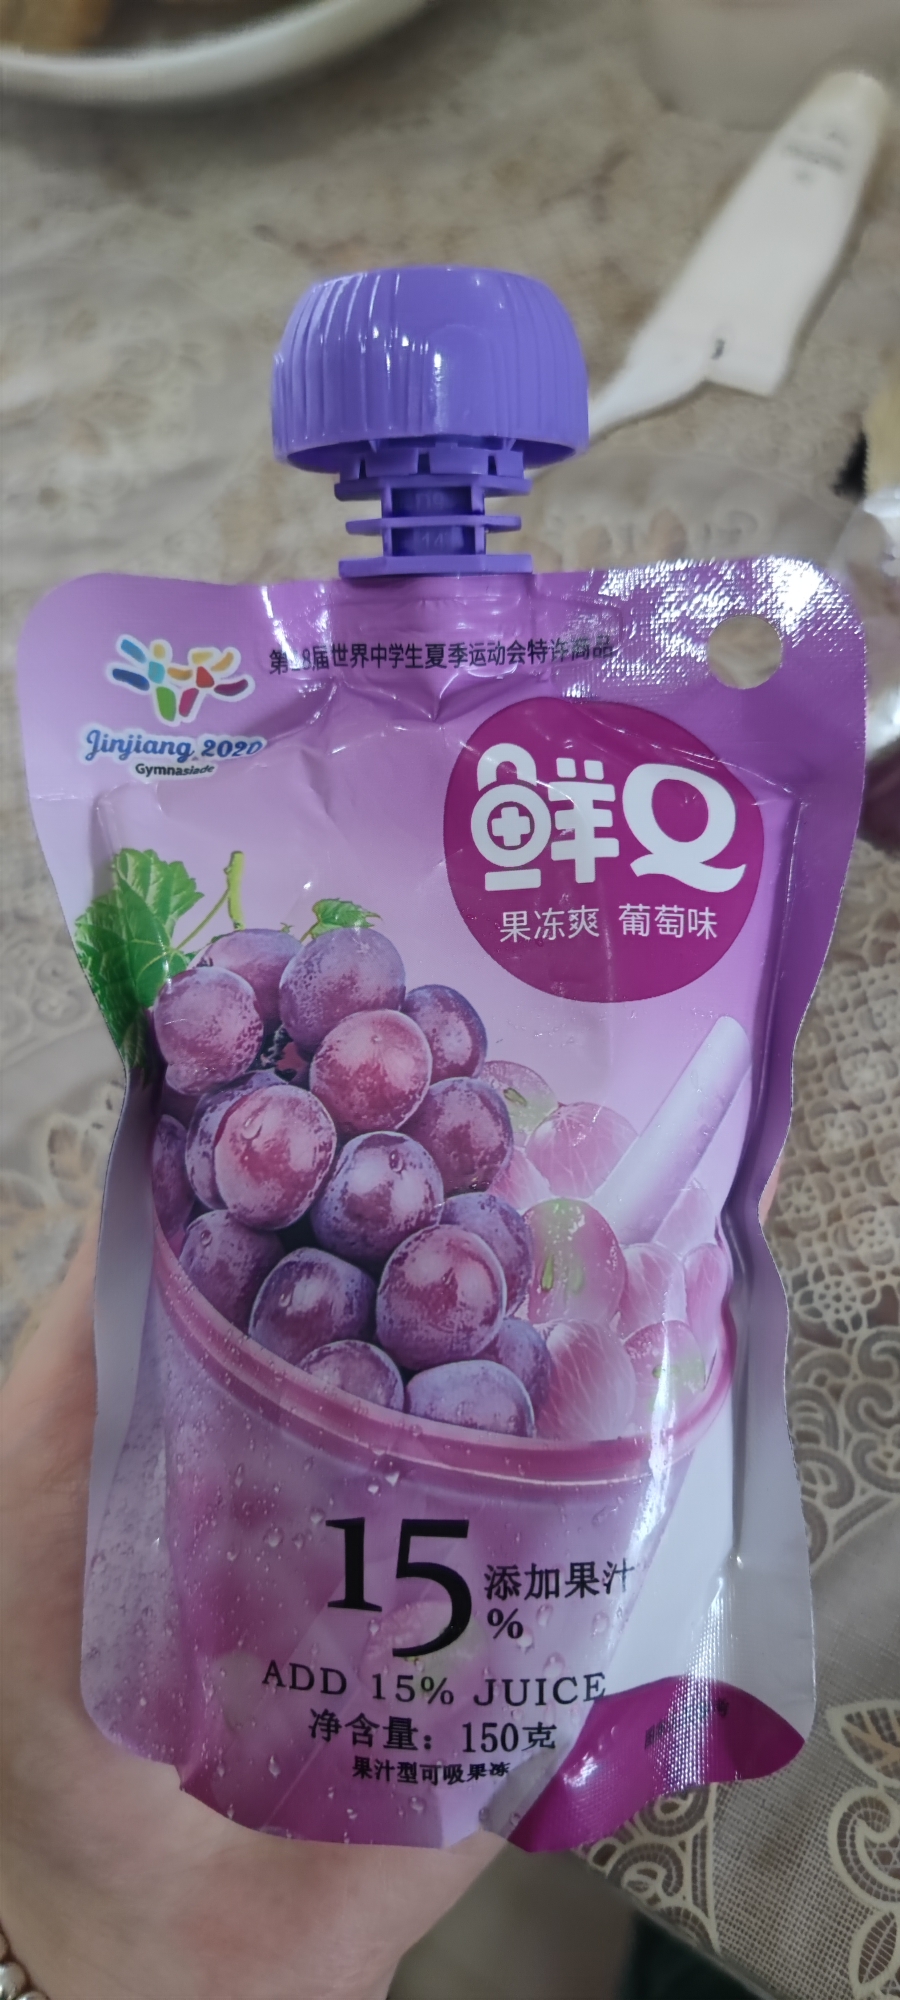 第18届世界中学生夏季运动会特许商品
Jinjiang 2020
Gymnasiade
鲜Q
果冻爽 葡萄味
15
添加果汁
%
ADD 15% JUICE
净含量：150克
果汁型可吸果冻